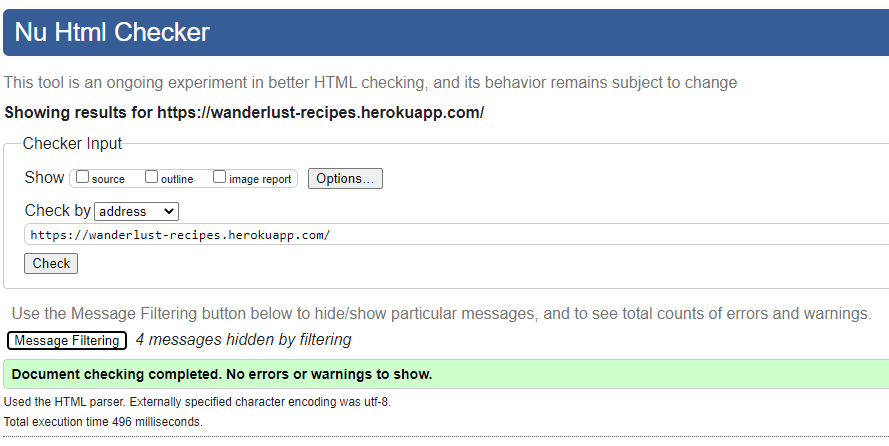 Nu Html Checker
This tool is an ongoing experiment in better HTML checking, and its behavior remains subject to change
Showing results for https://wanderlust-recipes.herokuapp.com/
Checker Input
Show source outline image report Options...
Check by address
https://wanderlust-recipes.herokuapp.com/
Check
Use the Message Filtering button below to hide/show particular messages, and to see total counts of errors and warnings.
Message Filtering 4 messages hidden by filtering
Document checking completed. No errors or warnings to show.
Used the HTML parser. Externally specified character encoding was utf-8.
Total execution time 496 milliseconds.